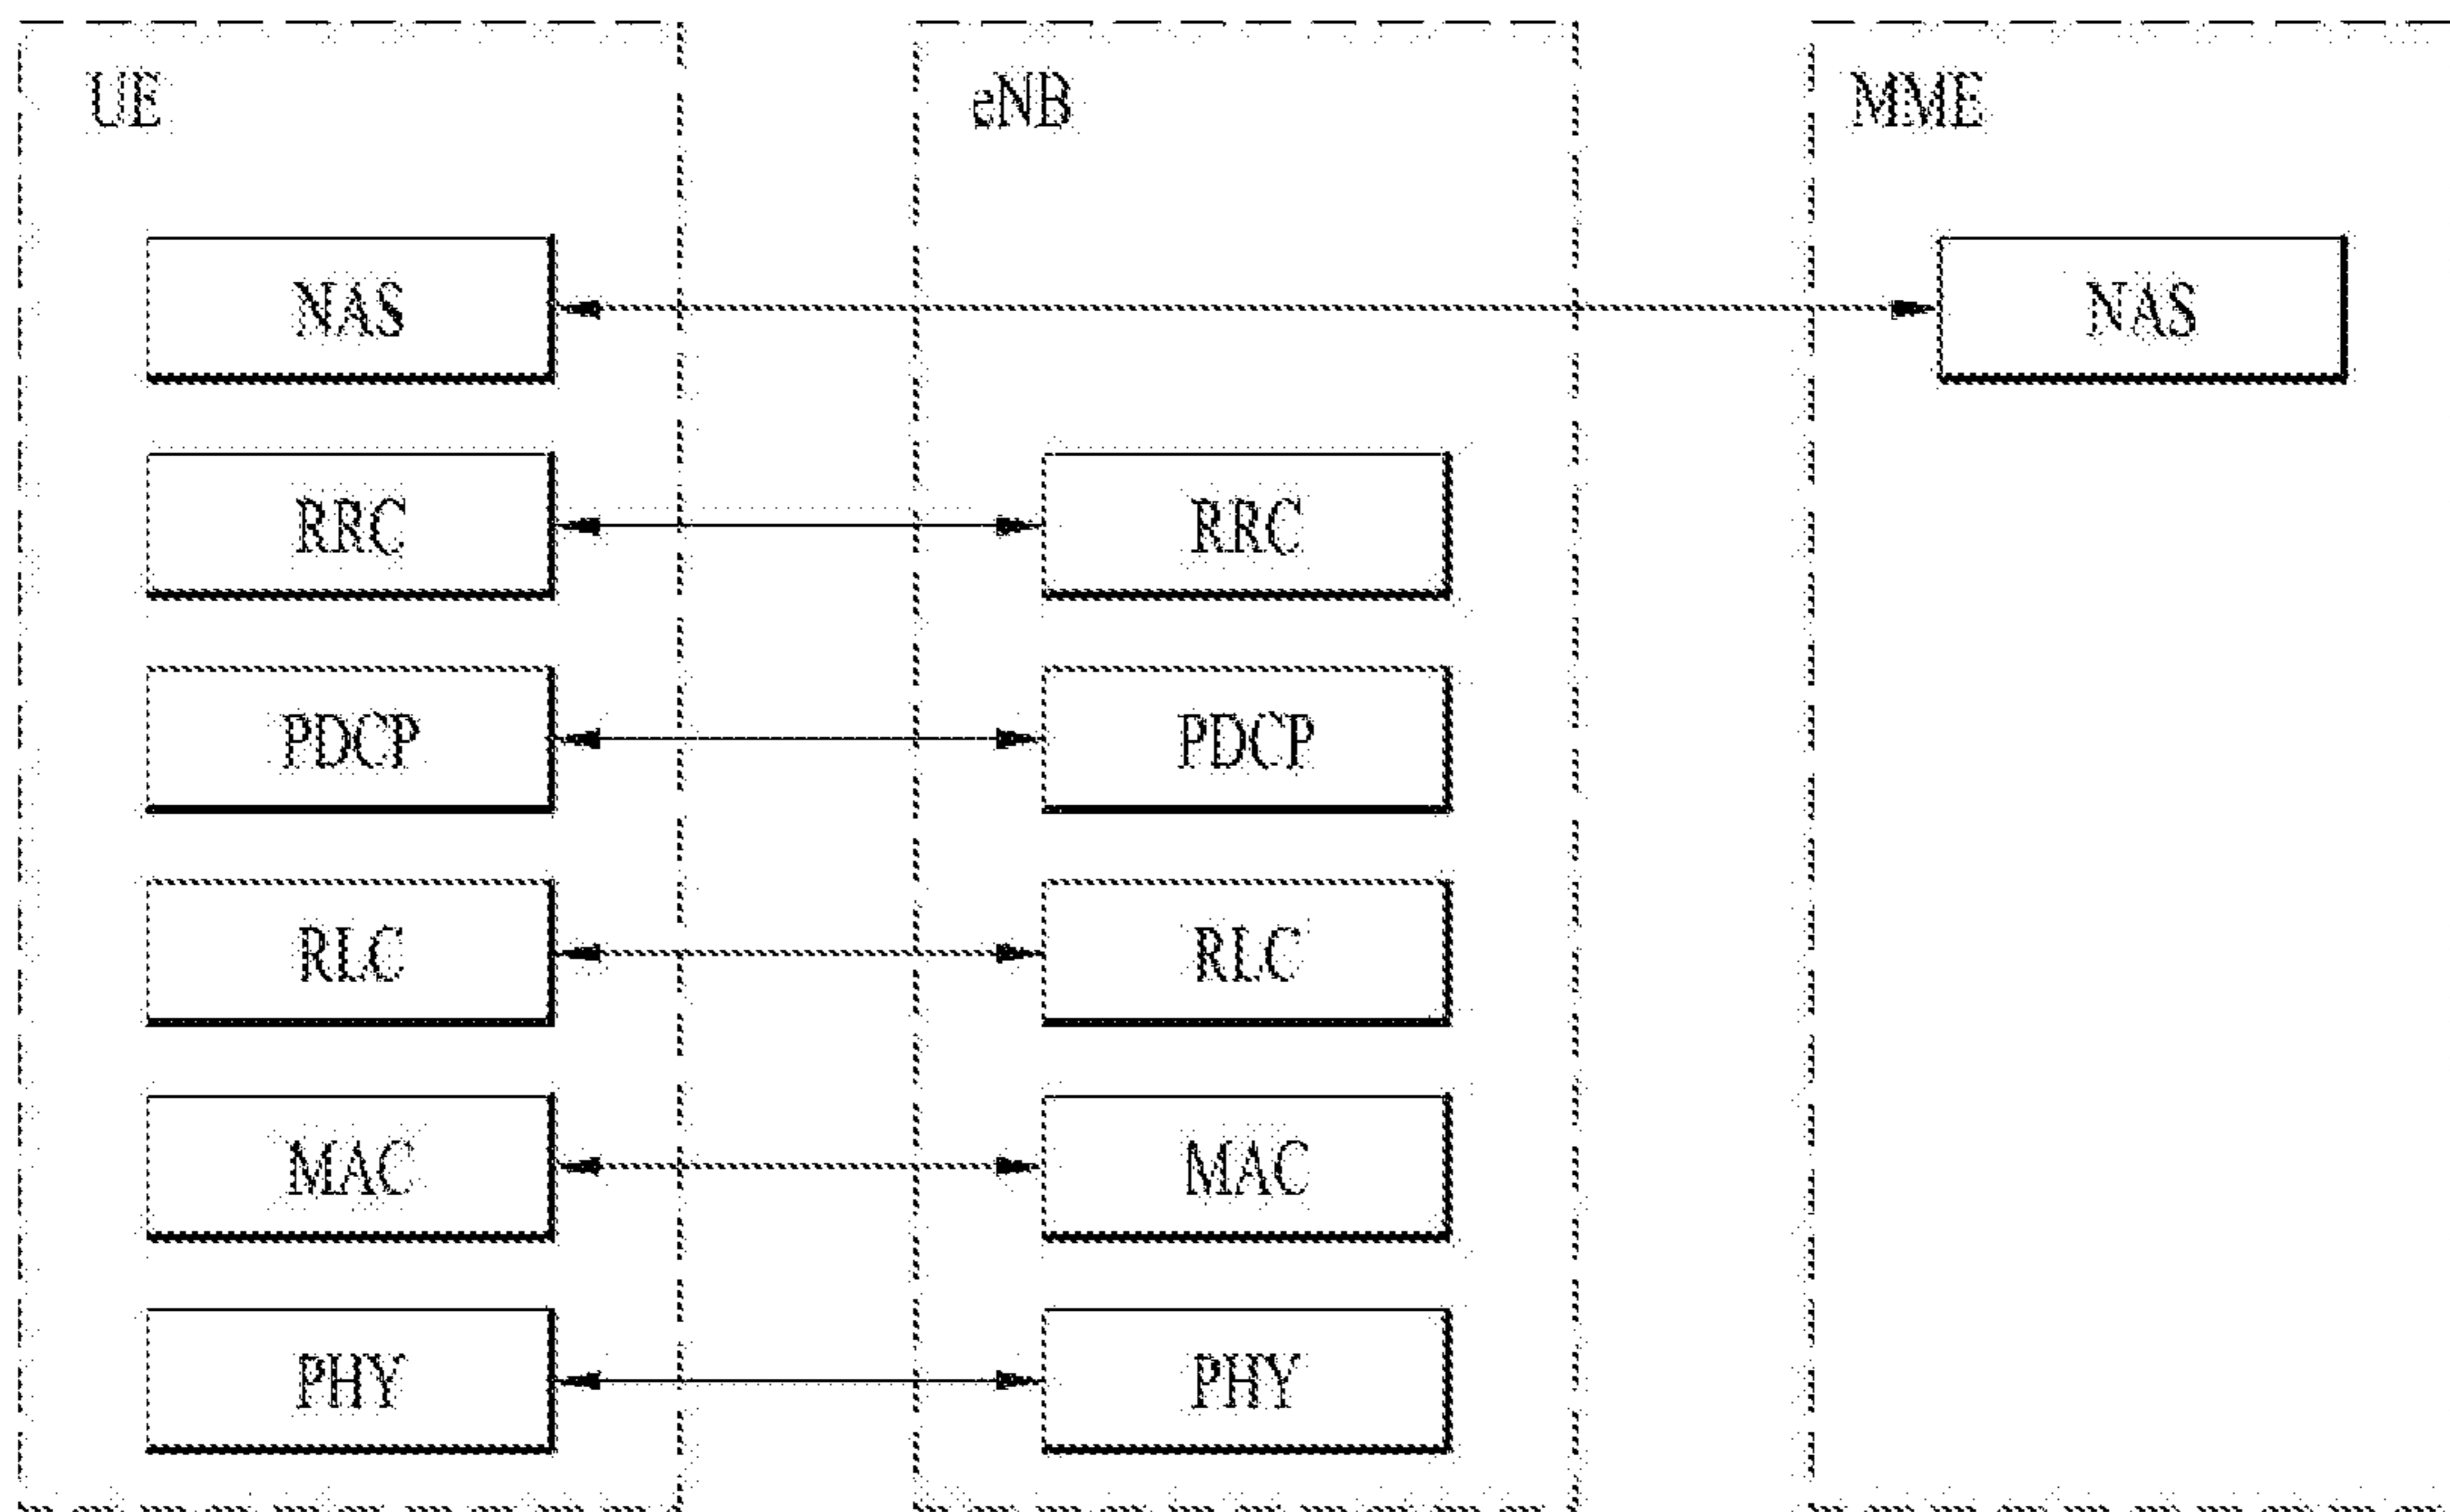 UE eNB MME
NAS NAS
RRC RRC
PDCP PDCP
RLC RLC
MAC MAC
PHY PHY